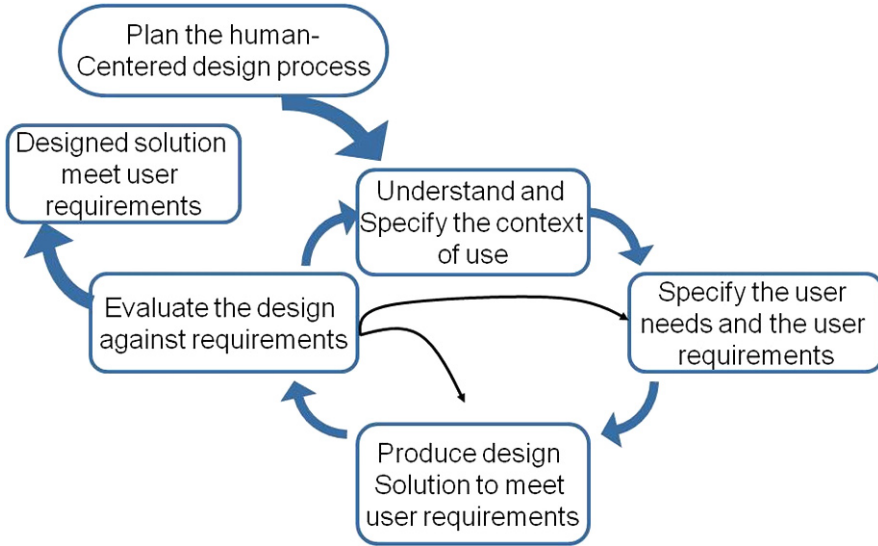 Plan the human-
Centered design process
Designed solution
meet user
requirements
Understand and
Specify the context
of use
Evaluate the design
against requirements
Specify the user
needs and the user
requirements
Produce design
Solution to meet
user requirements